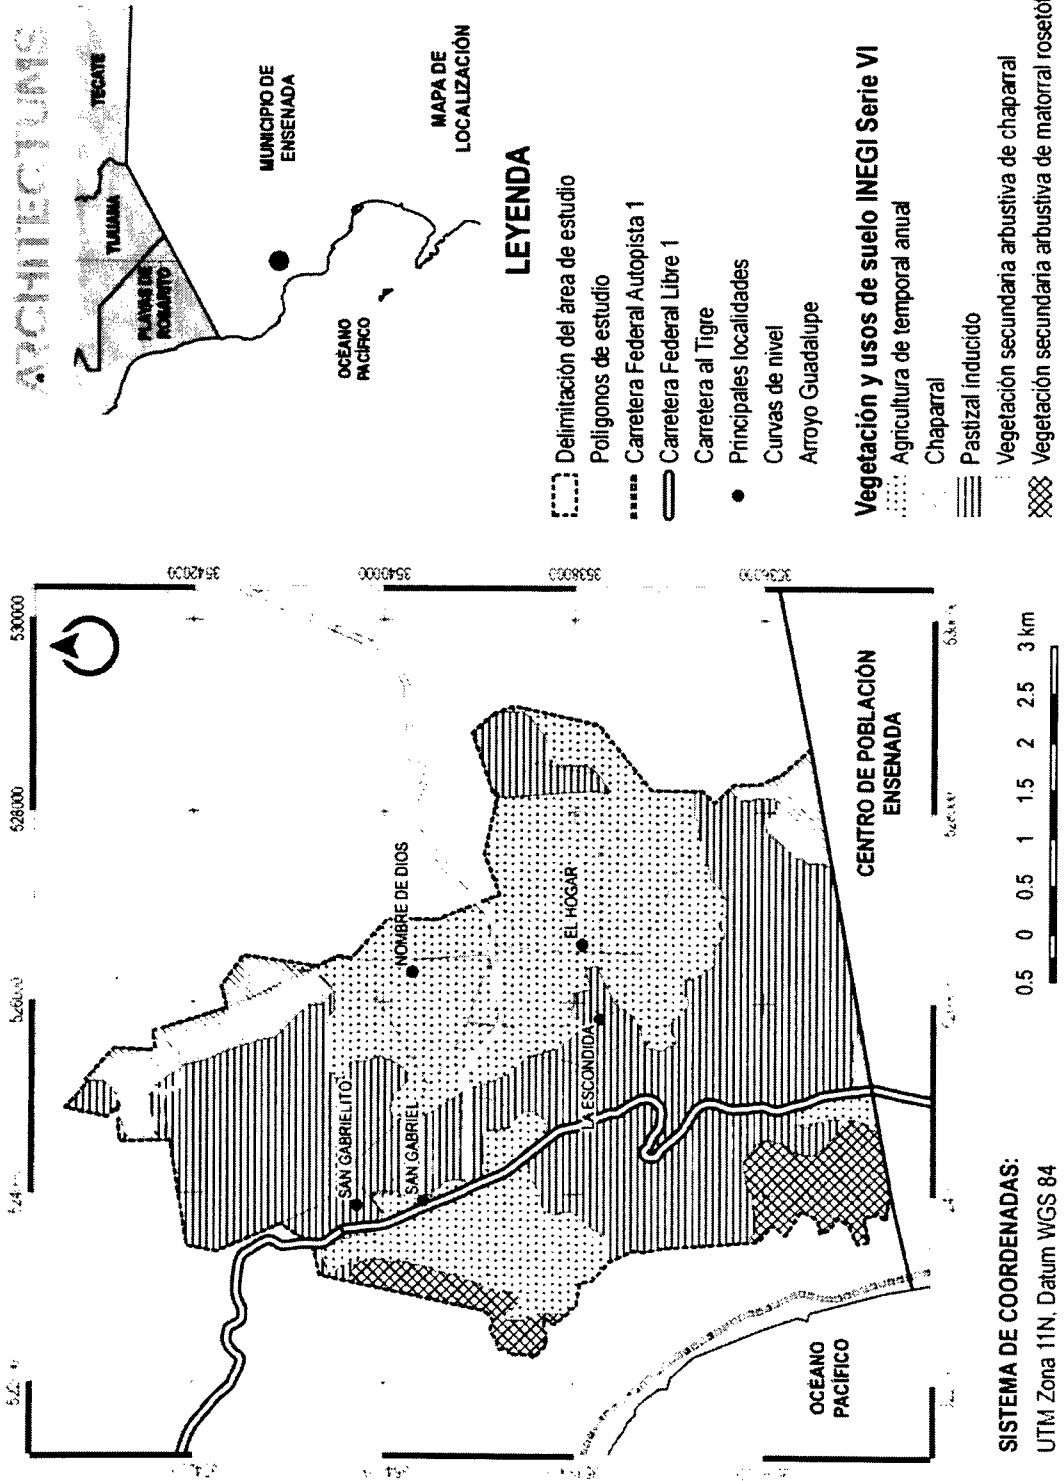 ARCHITECTUMS
TECATE
TIJUANA
PLAYAS DE
ROSARITO
MUNICIPIO DE
ENSENADA
OCÉANO
PACÍFICO
MAPA DE
LOCALIZACIÓN
LEYENDA
Delimitación del área de estudio
Polígonos de estudio
Carretera Federal Autopista 1
Carretera Federal Libre 1
Carretera al Tigre
Principales localidades
Curvas de nivel
Arroyo Guadalupe
Vegetación y usos de suelo INEGI Serie VI
Agricultura de temporal anual
Chaparral
Pastizal inducido
Vegetación secundaria arbustiva de chaparral
Vegetación secundaria arbustiva de matorral
526000
528000
530000
3542000
3540000
3538000
3536000
SAN GABRIELITO
SAN GABRIEL
NOMBRE DE DIOS
EL HOGAR
LA ESCONDIDA
CENTRO DE POBLACIÓN
ENSENADA
OCÉANO
PACÍFICO
SISTEMA DE COORDENADAS:
UTM Zona 11N, Datum WGS 84
0.5 0 0.5 1 1.5 2 2.5 3 km